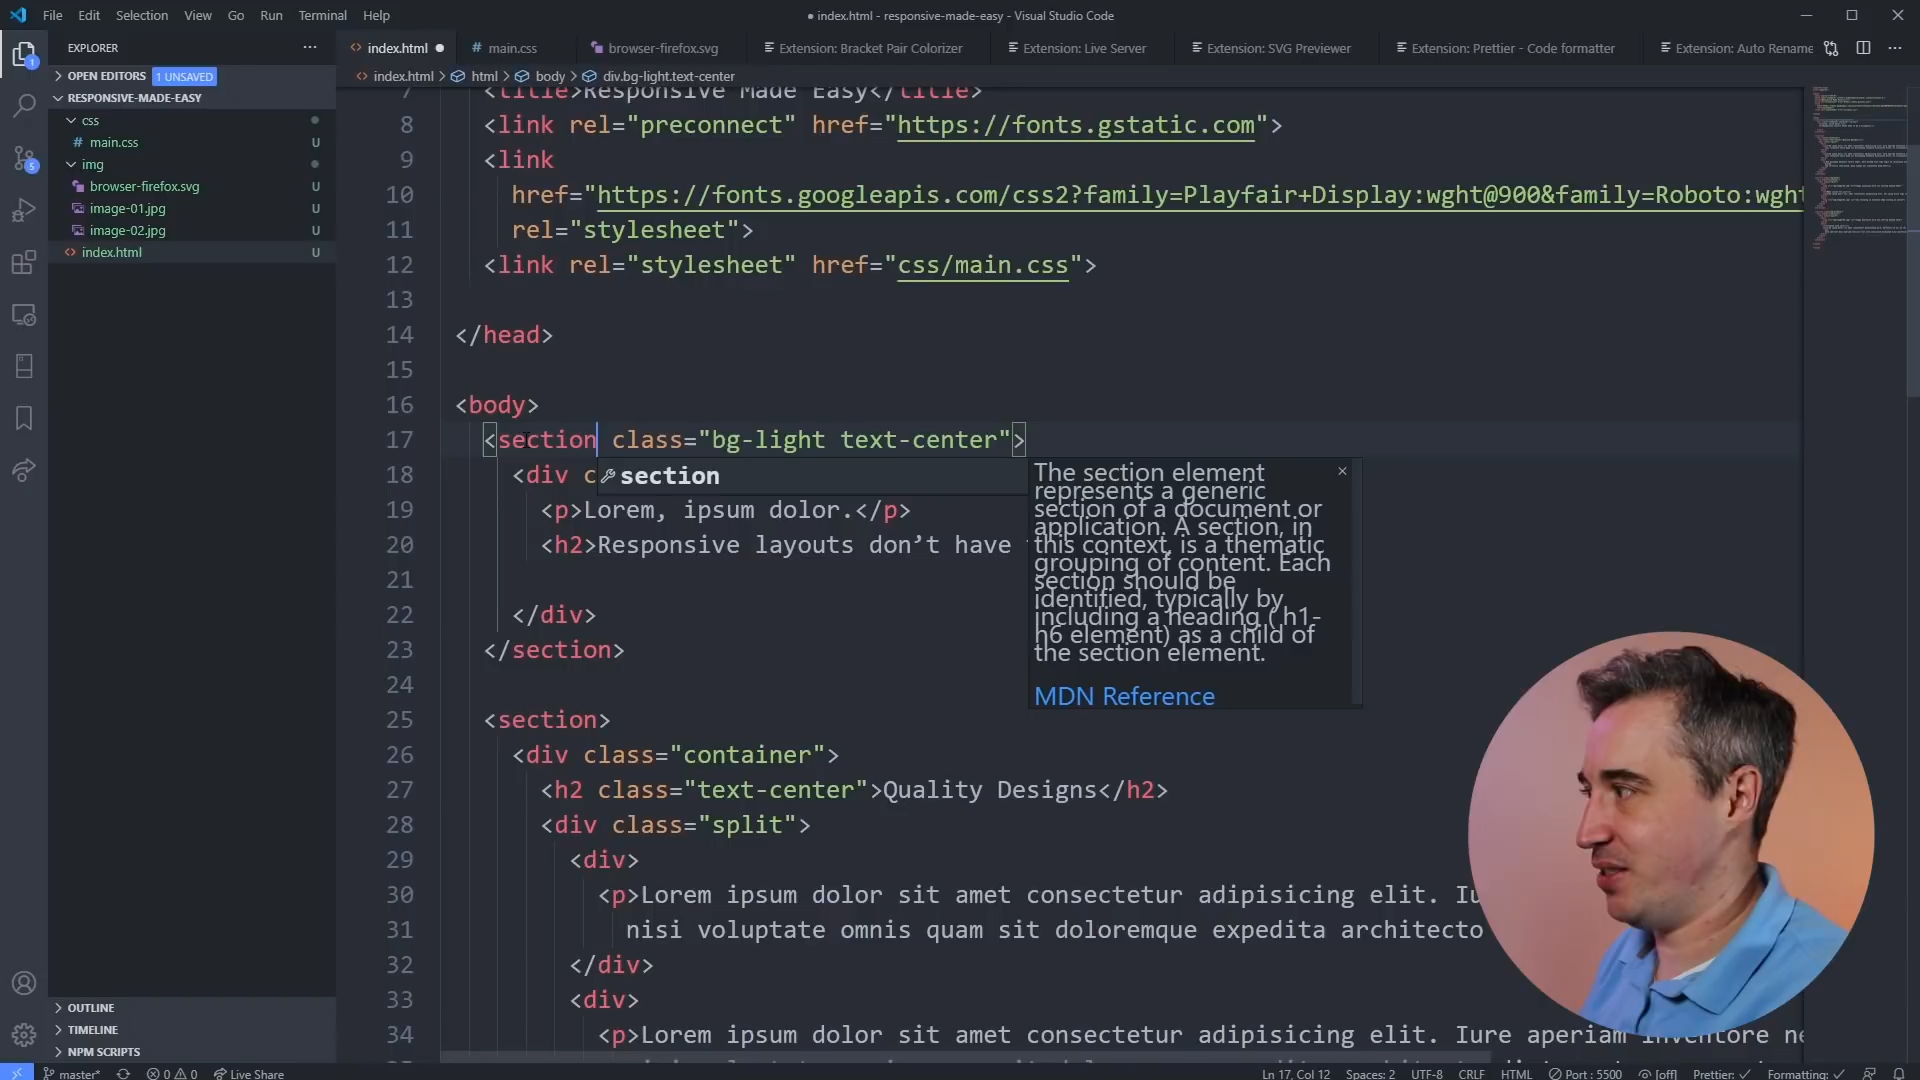 File Edit Selection View Go Run Terminal Help
● index.html - responsive-made-easy - Visual Studio Code
EXPLORER
index.html
main.css
browser-firefox.svg
Extension: Bracket Pair Colorizer
Extension: Live Server
Extension: SVG Previewer
Extension: Prettier - Code formatter
Extension: Auto Rename
OPEN EDITORS 1 UNSAVED
RESPONSIVE-MADE-EASY
css
main.css U
img
browser-firefox.svg U
image-01.jpg U
image-02.jpg U
index.html U
OUTLINE
TIMELINE
NPM SCRIPTS
1
5
index.html > html > body > div.bg-light.text-center
7 <title>Responsive Made Easy</title>
8 <link rel="preconnect" href="https://fonts.gstatic.com">
9 <link
10 href="https://fonts.googleapis.com/css2?family=Playfair+Display:wght@900&family=Roboto:wght
11 rel="stylesheet">
12 <link rel="stylesheet" href="css/main.css">
13
14 </head>
15
16 <body>
17 <section class="bg-light text-center">
18 <div c
19 <p>Lorem, ipsum dolor.</p>
20 <h2>Responsive layouts don’t have
21
22 </div>
23 </section>
24
25 <section>
26 <div class="container">
27 <h2 class="text-center">Quality Designs</h2>
28 <div class="split">
29 <div>
30 <p>Lorem ipsum dolor sit amet consectetur adipisicing elit.
31 nisi voluptate omnis quam sit doloremque expedita architecto
32 </div>
33 <div>
34 <p>Lorem ipsum dolor sit amet consectetur adipisicing elit. Iure aperiam inventore
section
The section element
represents a generic
section of a document or
application. A section, in
this context, is a thematic
grouping of content. Each
section should be
identified, typically by
including a heading ( h1-
h6 element) as a child of
the section element.
MDN Reference
master* 0 0 Live Share
Ln 17, Col 12 Spaces: 2 UTF-8 CRLF HTML Port : 5500 [off] Prettier: ✓ Formatting: ✓